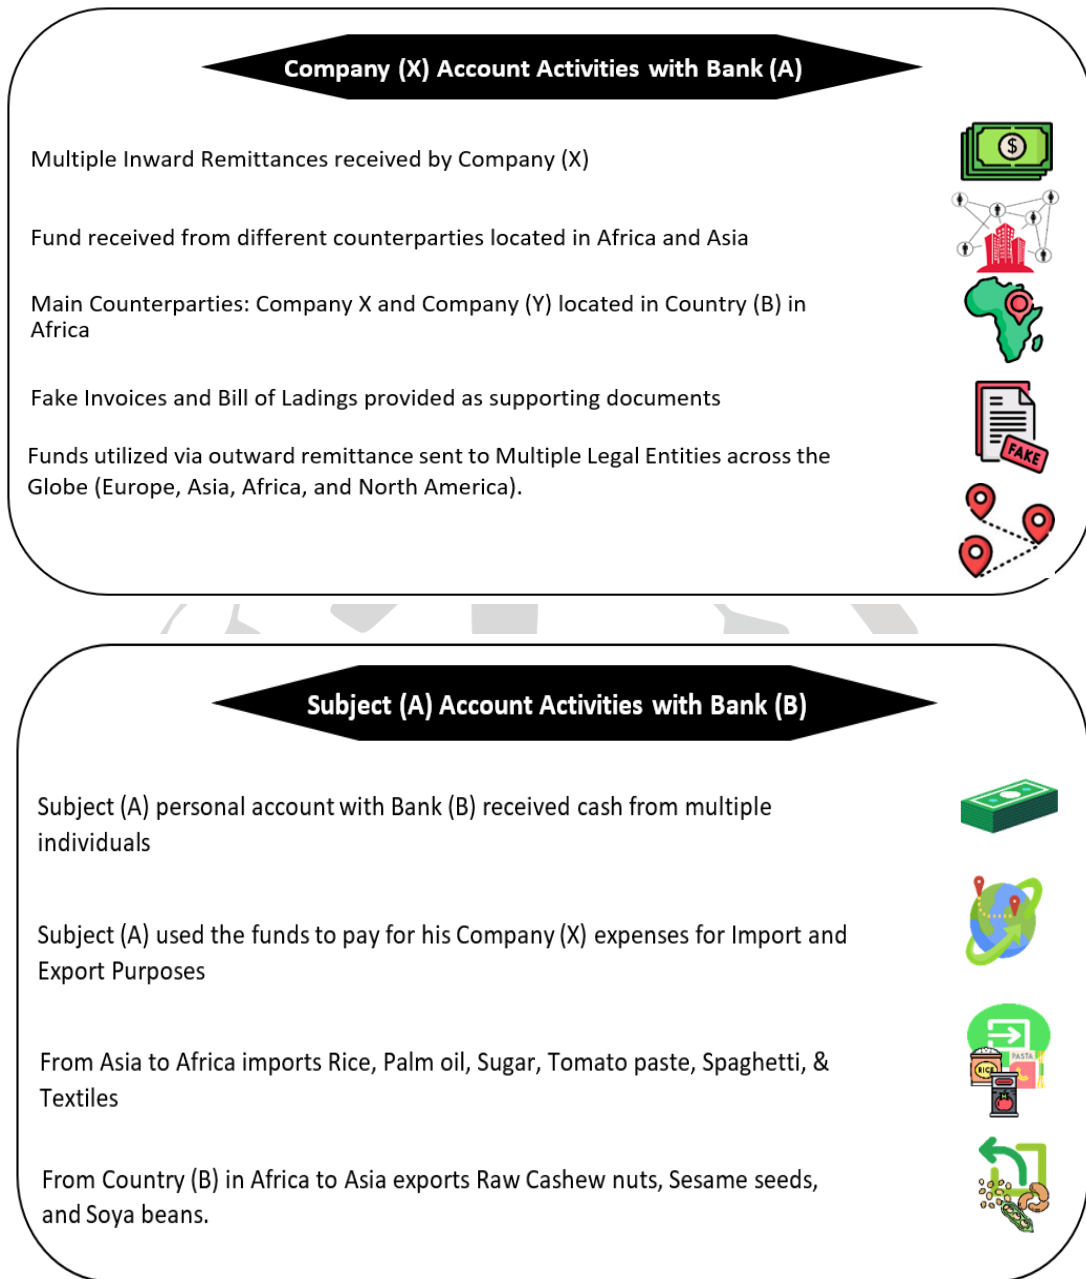 Company (X) Account Activities with Bank (A)
Multiple Inward Remittances received by Company (X)
Fund received from different counterparties located in Africa and Asia
Main Counterparties: Company X and Company (Y) located in Country (B) in
Africa
Fake Invoices and Bill of Ladings provided as supporting documents
FAKE
Funds utilized via outward remittance sent to Multiple Legal Entities across the
Globe (Europe, Asia, Africa, and North America).
Subject (A) Account Activities with Bank (B)
Subject (A) personal account with Bank (B) received cash from multiple
individuals
Subject (A) used the funds to pay for his Company (X) expenses for Import and
Export Purposes
From Asia to Africa imports Rice, Palm oil, Sugar, Tomato paste, Spaghetti, &
Textiles
PASTA
RICE
From Country (B) in Africa to Asia exports Raw Cashew nuts, Sesame seeds,
and Soya beans.